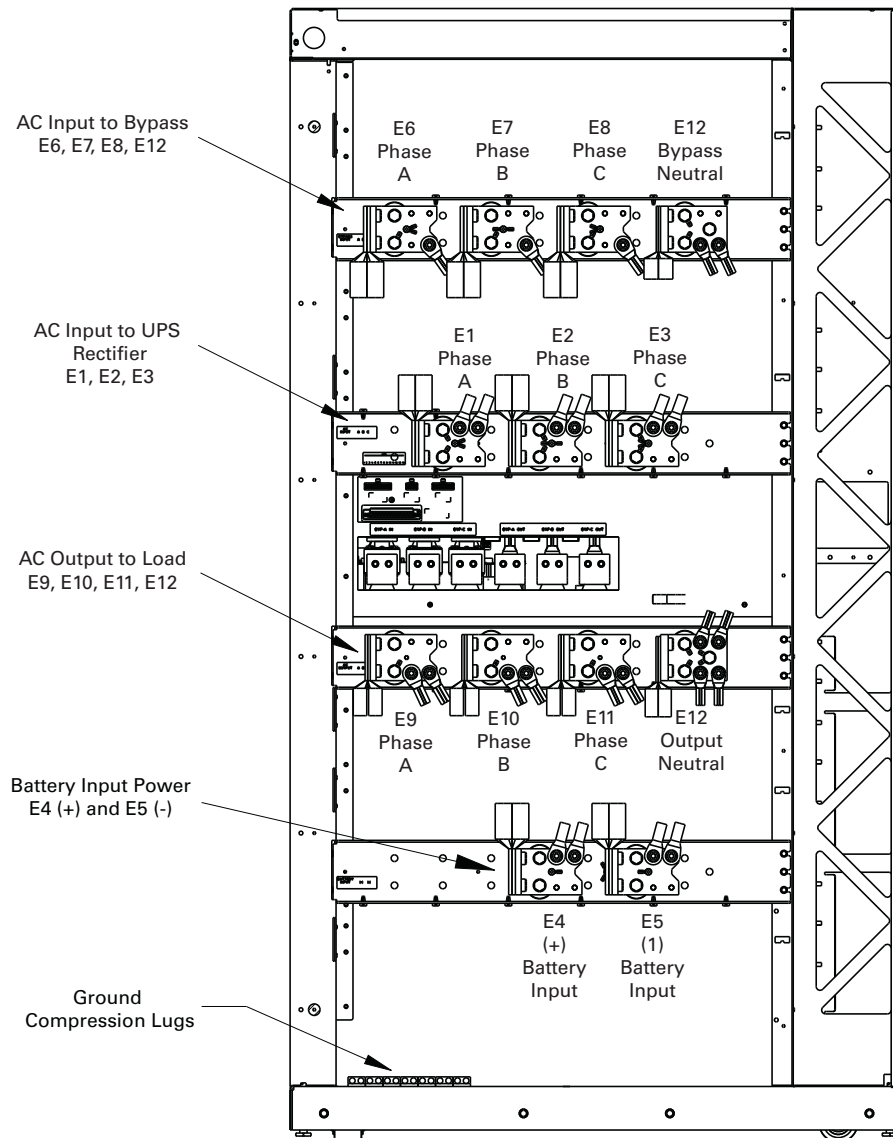 AC Input to Bypass
E6, E7, E8, E12
E6
Phase
A
E7
Phase
B
E8
Phase
C
E12
Bypass
Neutral
AC Input to UPS
Rectifier
E1, E2, E3
E1
Phase
A
E2
Phase
B
E3
Phase
C
AC Output to Load
E9, E10, E11, E12
E9
Phase
A
E10
Phase
B
E11
Phase
C
E12
Output
Neutral
Battery Input Power
E4 (+) and E5 (-)
E4
(+)
Battery
Input
E5
(1)
Battery
Input
Ground
Compression Lugs